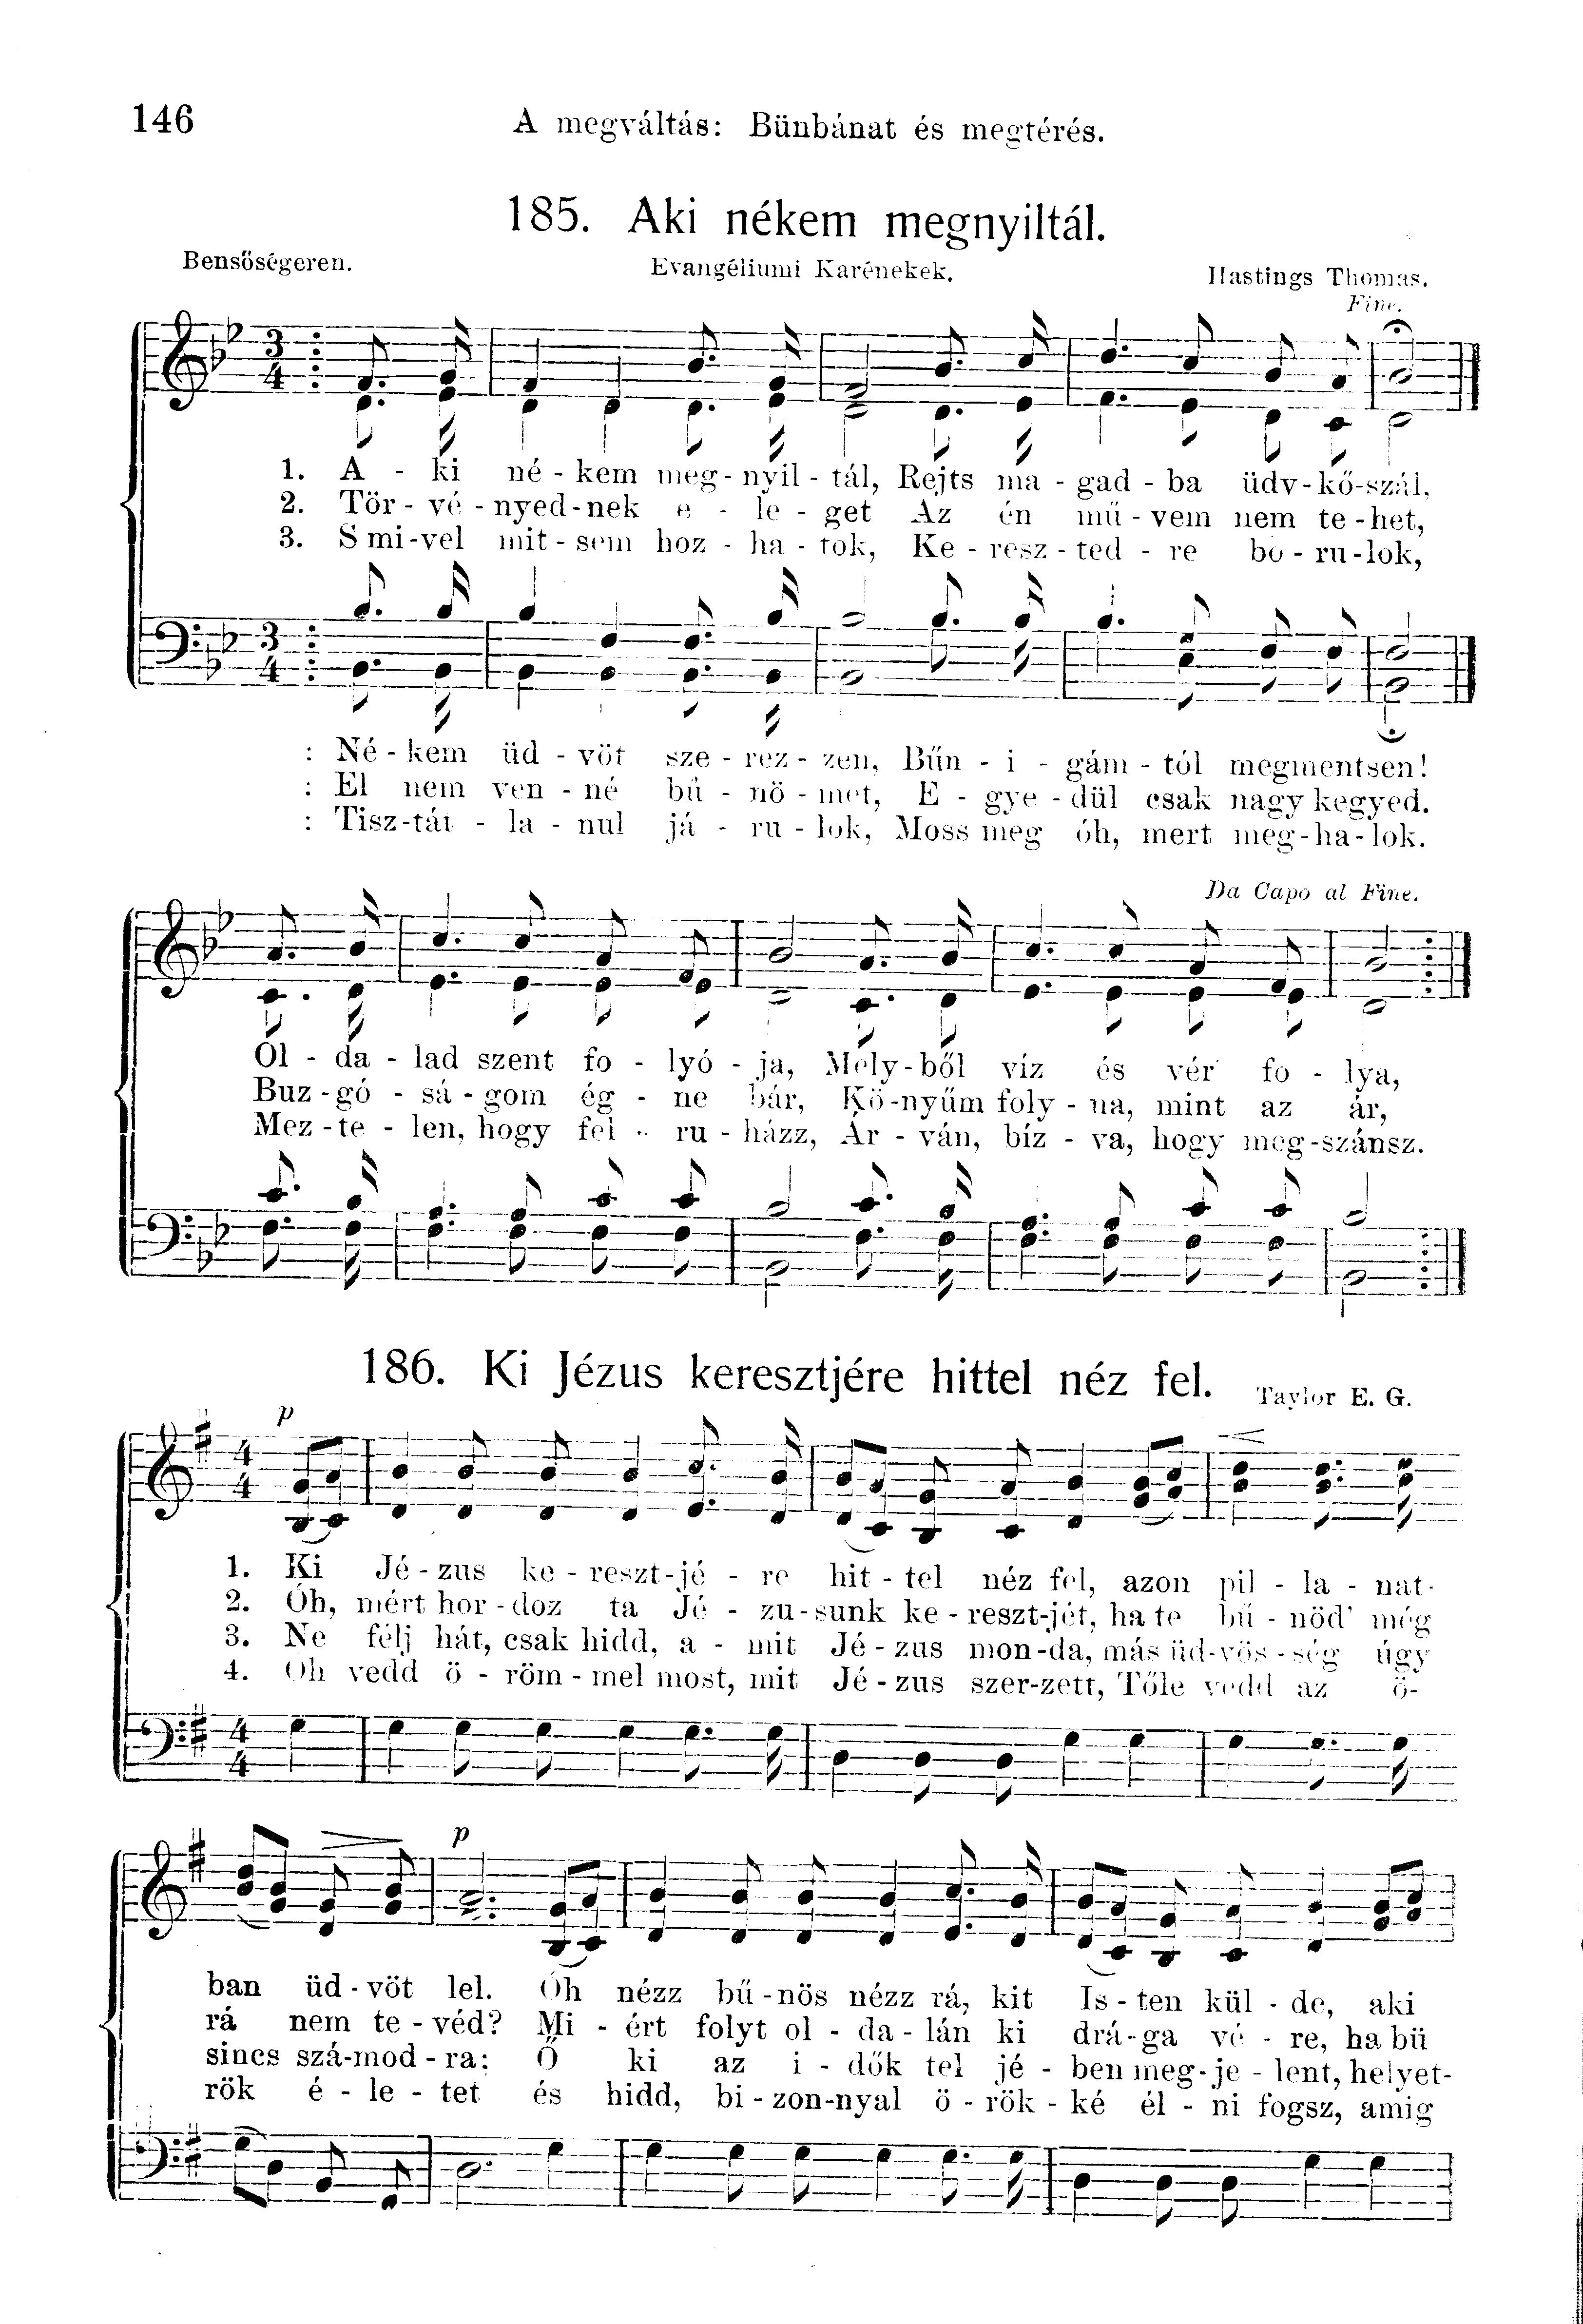 146
A megváltás: Bünbánat és megtérés.
185. Aki nékem megnyiltál.
Bensőségeren.
Evangéliumi Karénekek.
Hastings Thomas.
Fine.
1. A - ki né - kem meg - nyil - tál, Rejts ma - gad - ba üdv - kő-szál,
2. Tör - vé - nyed - nek e - le - get Az én mű - vem nem te - het,
3. S mi-vel mit - sem hoz - ha - tok, Ke - resz - ted - re bo - ru - lok,
: Né - kem üd - vöt sze - rez - zen, Bűn - i - gám - tól megmentsen!
: El nem ven - né bű - nö - met, E - gye - dül csak nagy kegyed.
: Tisz-tát - la - nul já - ru - lok, Moss meg óh, mert meg-ha-lok.
Da Capo al Fine.
Ol - da - lad szent fo - lyó - ja, Mely-ből víz és vér fo - lya,
Buz - gó - sá - gom ég - ne bár, Kö-nyűm foly - na, mint az ár,
Mez - te - len, hogy fel - ru - házz, Ár - ván, bíz - va, hogy meg-szánsz.
186. Ki Jézus keresztjére hittel néz fel.
Taylor E. G.
p
1. Ki Jé - zus ke - reszt-jé - re hit - tel néz fel, azon pil - la - nat-
2. Óh, mért hor - doz ta Jé - zu-sunk ke - reszt-jét, ha te bű - nöd' még
3. Ne félj hát, csak hidd, a - mit Jé - zus mon-da, más üd-vös - ség úgy
4. Oh vedd ö - röm - mel most, mit Jé - zus szer-zett, Tőle vedd az ö-
p
ban üd - vöt lel. Óh nézz bű - nös nézz rá, kit Is - ten kül - de, aki
rá nem te - véd? Mi - ért folyt ol - da - lán ki drá - ga vé - re, ha bü
sincs szá-mod - ra; Ő ki az i - dők tel jé - ben meg-je - lent, helyet-
rök é - le - tet és hidd, bi - zon-nyal ö - rök - ké él - ni fogsz, amig